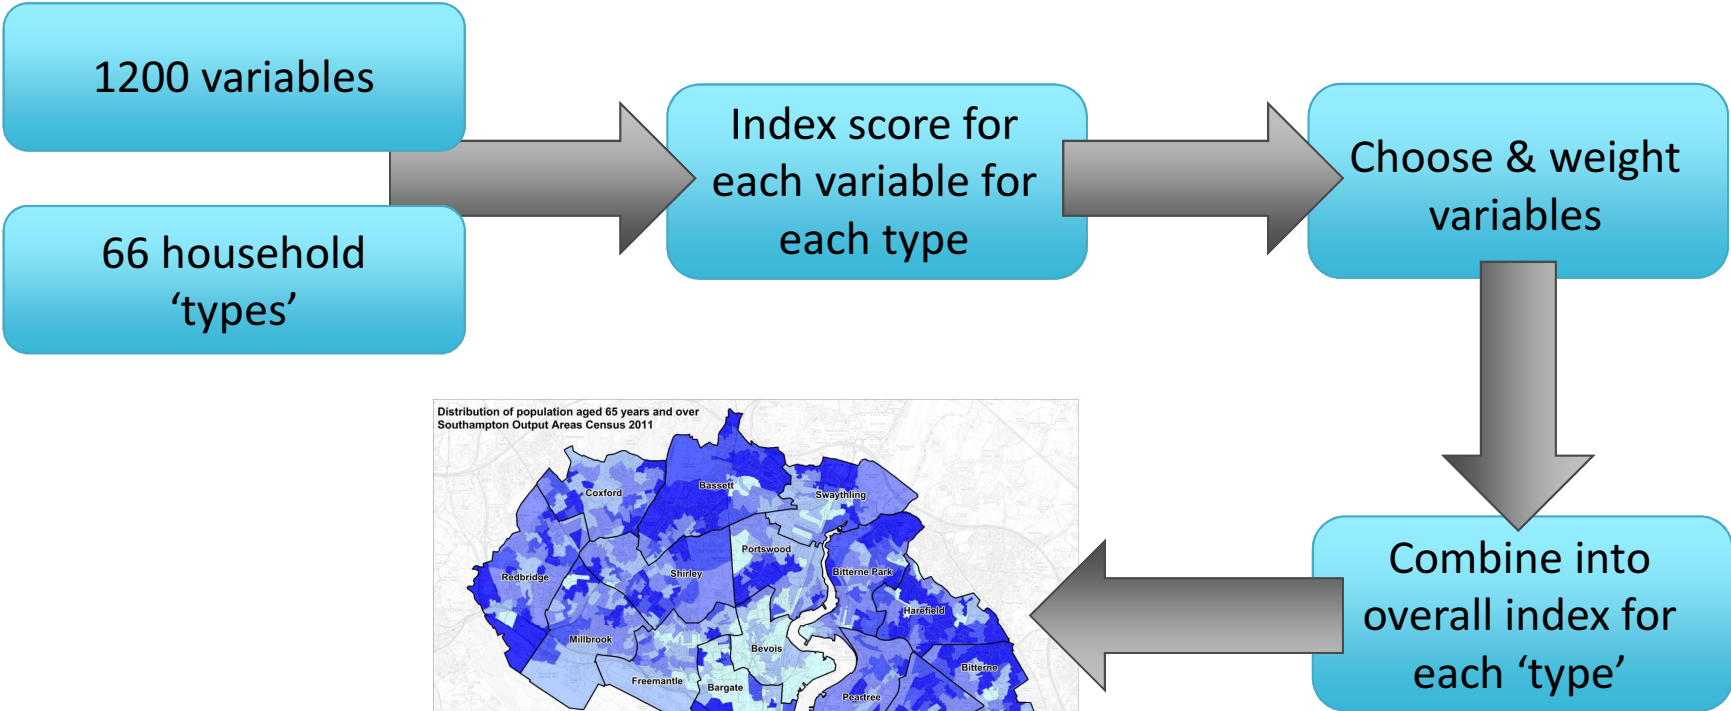 1200 variables
66 household
‘types’
Index score for
each variable for
each type
Choose & weight
variables
Combine into
overall index for
each ‘type’
Distribution of population aged 65 years and over
Southampton Output Areas Census 2011
Coxford
Bassett
Swaythling
Portswood
Redbridge
Shirley
Bitterne Park
Harefield
Millbrook
Bevois
Bitterne
Freemantle
Bargate
Peartree